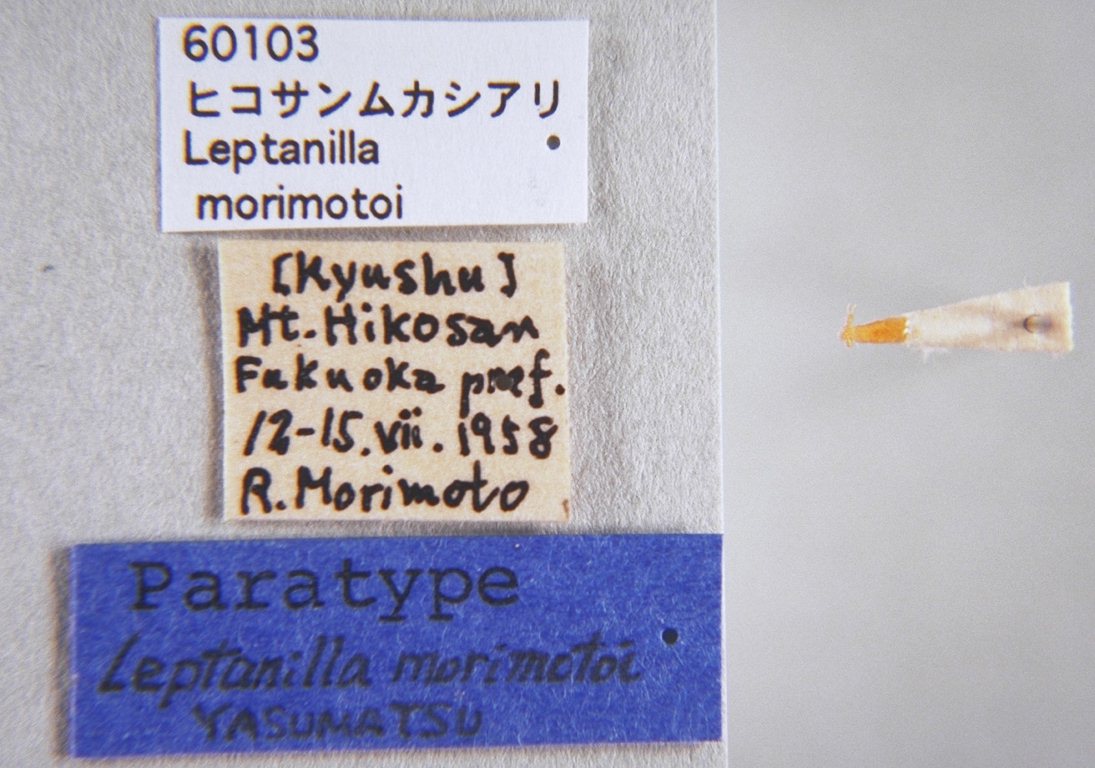 60103
ヒコサンムカシアリ
Leptanilla
morimotoi
[Kyushu]
Mt. Hikosan
Fukuoka pref.
12-15.vii.1958
R. Morimoto
Paratype
Leptanilla morimotoi
YASUMATSU